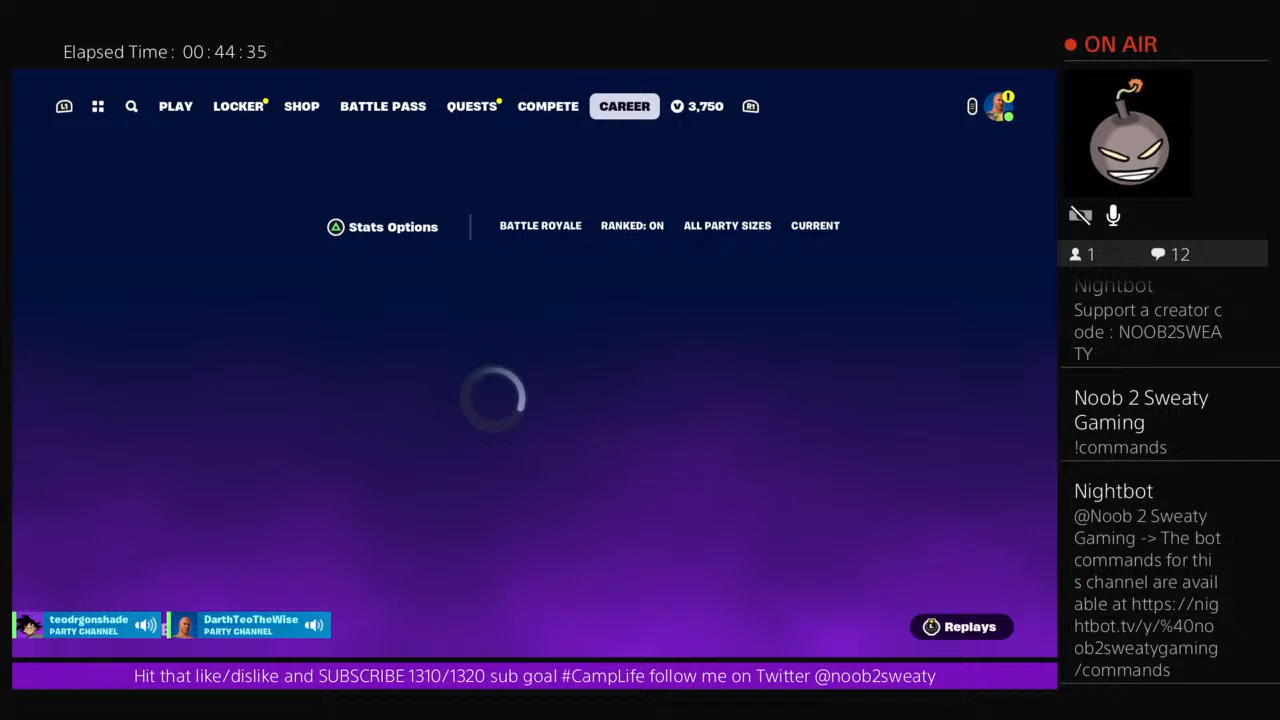 Elapsed Time: 00:44:35
ON AIR
L1 PLAY LOCKER SHOP BATTLE PASS QUESTS COMPETE CAREER V 3,750 R1
Stats Options BATTLE ROYALE RANKED: ON ALL PARTY SIZES CURRENT
1 12
Nightbot
Support a creator c
ode : NOOB2SWEA
TY
Noob 2 Sweaty
Gaming
!commands
Nightbot
@Noob 2 Sweaty
Gaming -> The bot
commands for thi
s channel are avail
able at https://nig
htbot.tv/y/%40no
ob2sweatygaming
/commands
teodrgonshade
PARTY CHANNEL
DarthTeoTheWise
PARTY CHANNEL
Replays
Hit that like/dislike and SUBSCRIBE 1310/1320 sub goal #CampLife follow me on Twitter @noob2sweaty